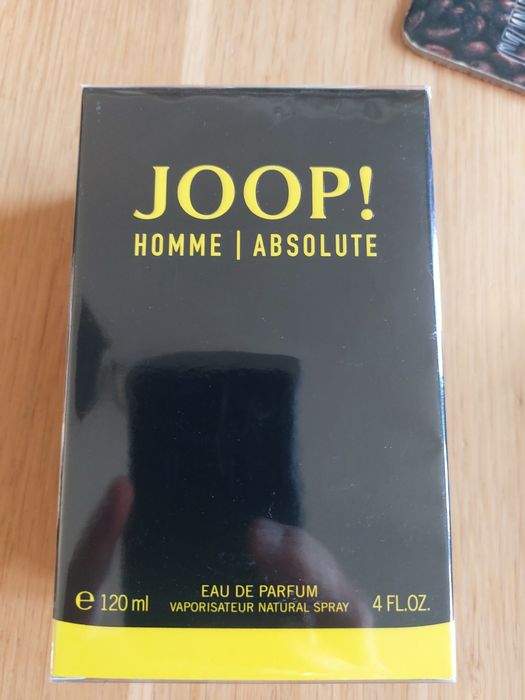 JOOP!
HOMME | ABSOLUTE
EAU DE PARFUM
℮ 120 ml VAPORISATEUR NATURAL SPRAY 4 FL.OZ.